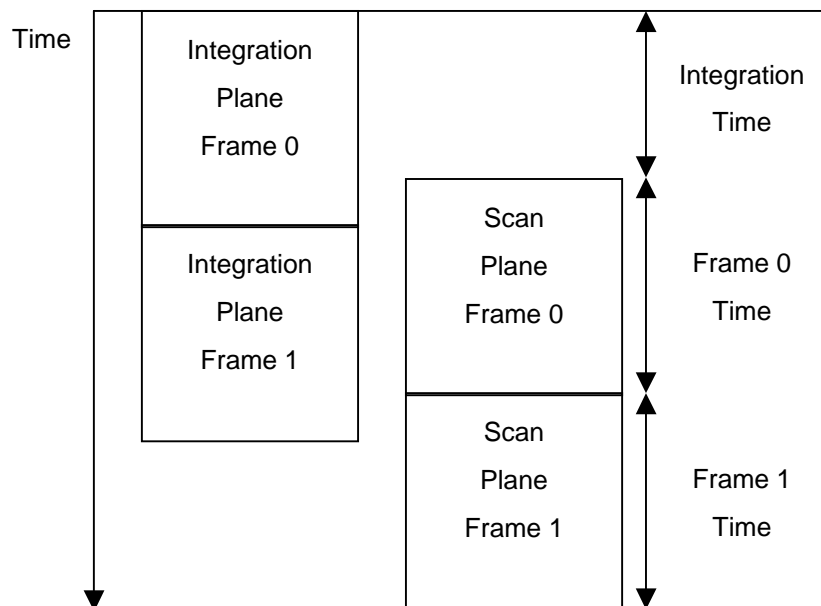 Time
Integration
Plane
Frame 0
Integration
Time
Scan
Plane
Frame 0
Integration
Plane
Frame 1
Frame 0
Time
Scan
Plane
Frame 1
Frame 1
Time